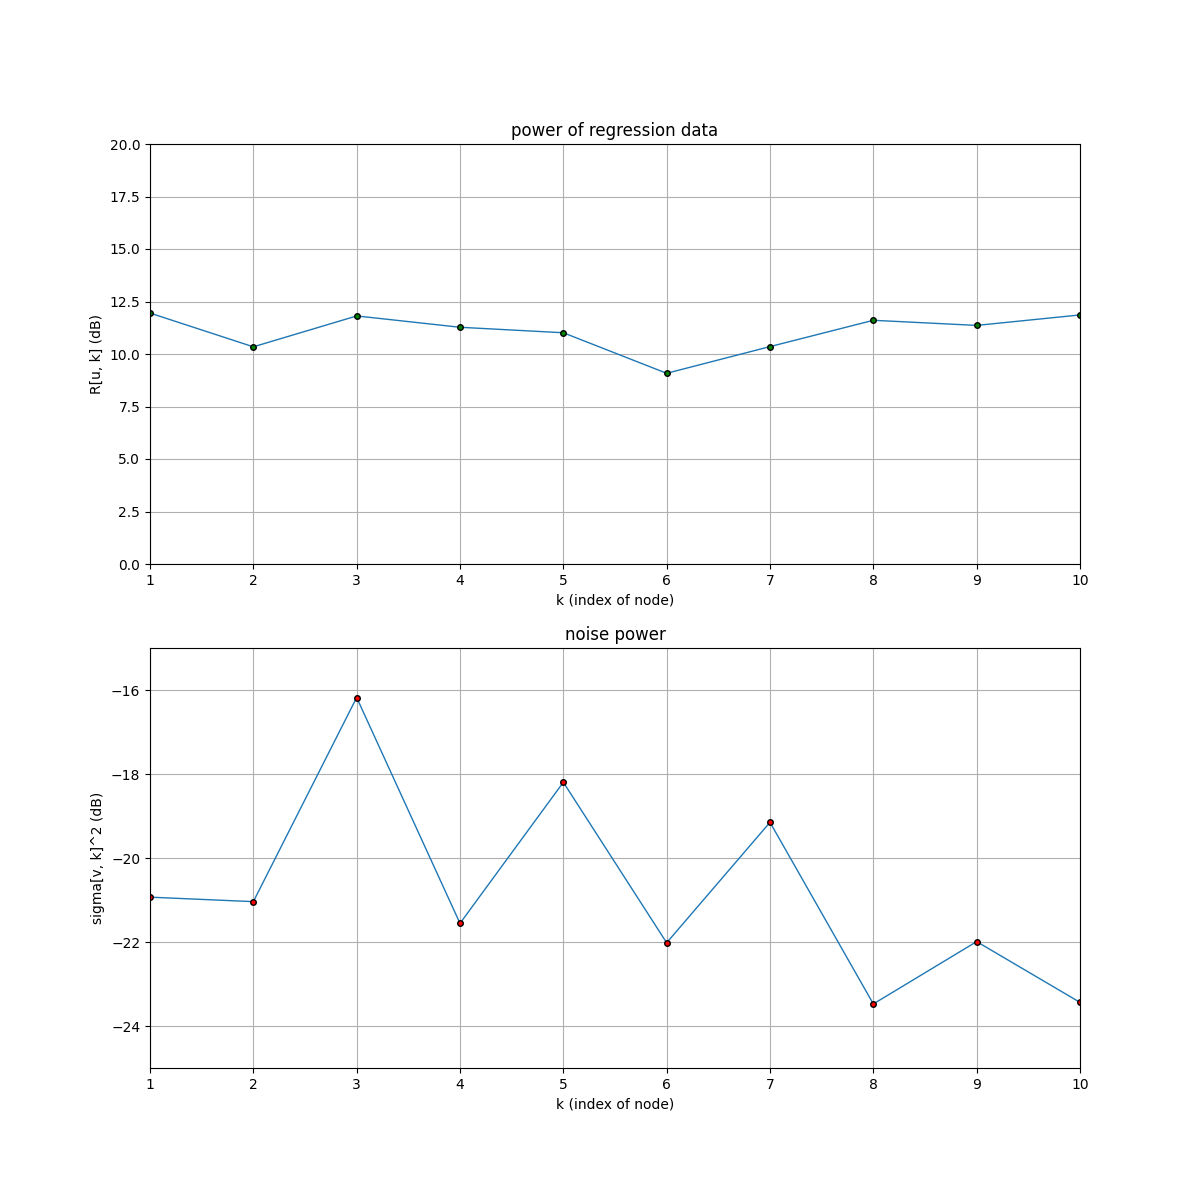 power of regression data
20.0
17.5
15.0
12.5
10.0
7.5
5.0
2.5
0.0
R[u, k] (dB)
1 2 3 4 5 6 7 8 9 10
k (index of node)
noise power
−16
−18
−20
−22
−24
sigma[v, k]^2 (dB)
1 2 3 4 5 6 7 8 9 10
k (index of node)